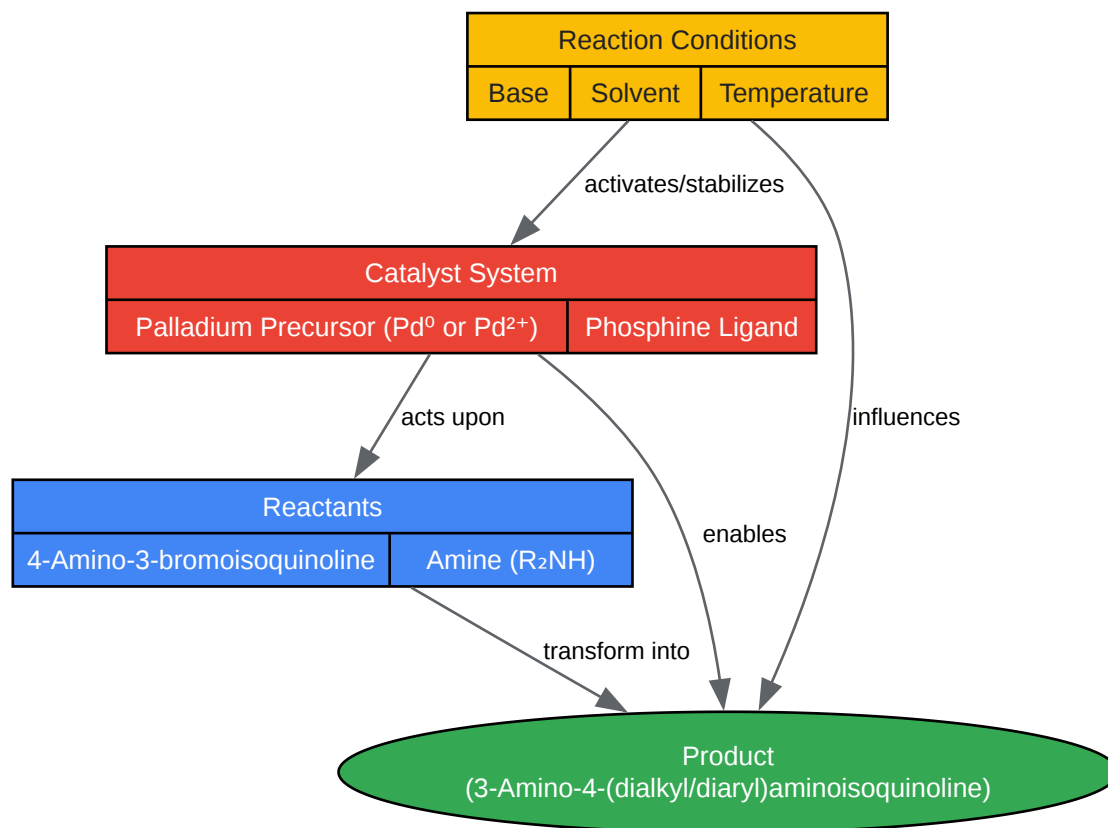 Reaction Conditions
Base Solvent Temperature
activates/stabilizes
Catalyst System
Palladium Precursor (Pd⁰ or Pd²⁺) Phosphine Ligand
acts upon
influences
Reactants
4-Amino-3-bromoisoquinoline Amine (R₂NH)
enables
transform into
Product
(3-Amino-4-(dialkyl/diaryl)aminoisoquinoline)